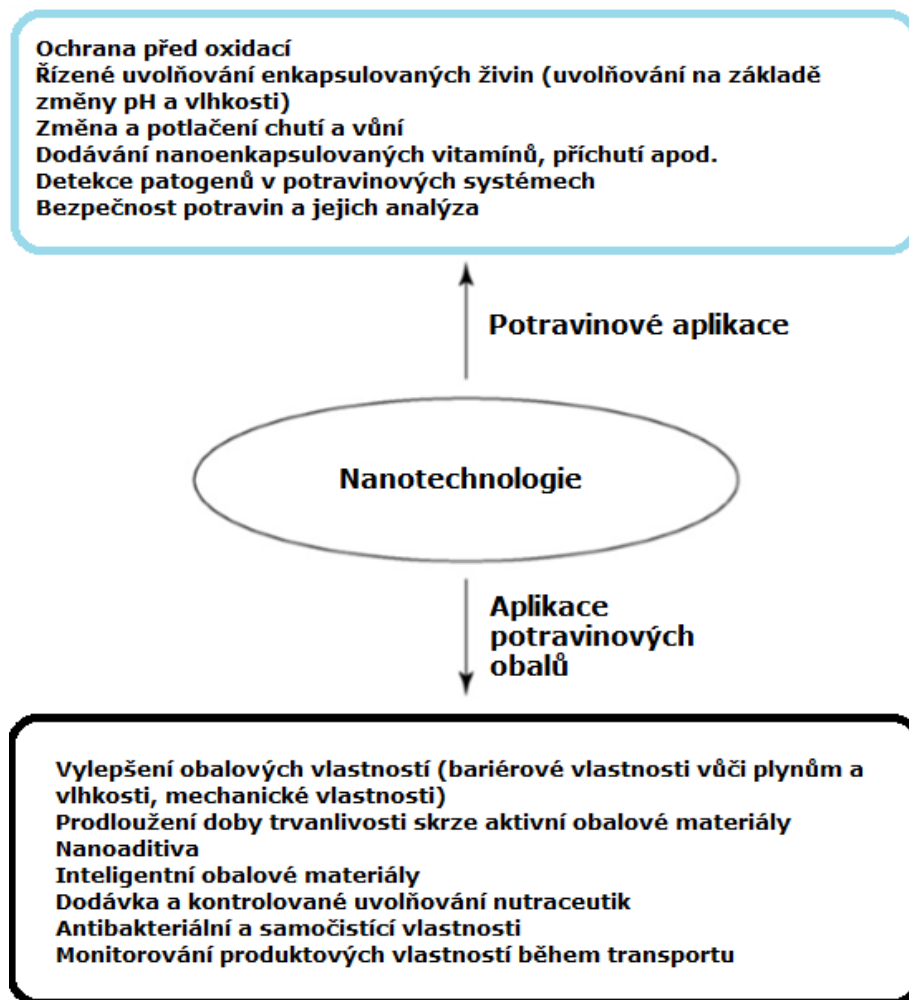 Ochrana před oxidací
Řízené uvolňování enkapsulovaných živin (uvolňování na základě
změny pH a vlhkosti)
Změna a potlačení chutí a vůní
Dodávání nanoenkapsulovaných vitamínů, příchutí apod.
Detekce patogenů v potravinových systémech
Bezpečnost potravin a jejich analýza
Potravinové aplikace
Nanotechnologie
Aplikace
potravinových
obalů
Vylepšení obalových vlastností (bariérové vlastnosti vůči plynům a
vlhkosti, mechanické vlastnosti)
Prodloužení doby trvanlivosti skrze aktivní obalové materiály
Nanoaditiva
Inteligentní obalové materiály
Dodávka a kontrolované uvolňování nutraceutik
Antibakteriální a samočistící vlastnosti
Monitorování produktových vlastností během transportu